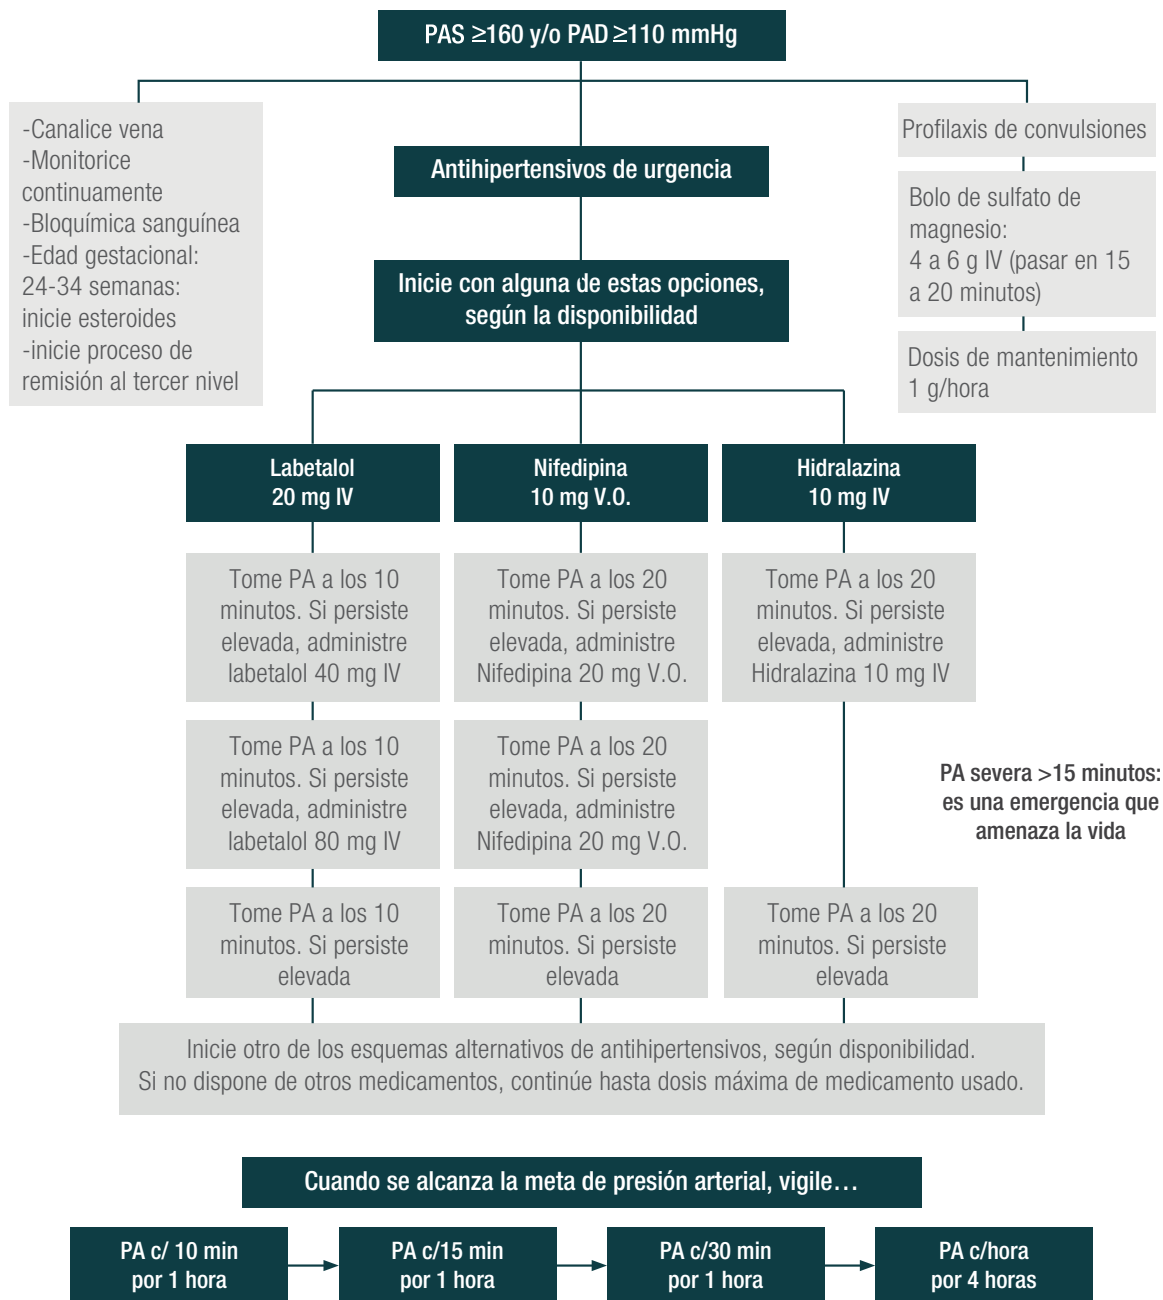 PAS ≥160 y/o PAD ≥110 mmHg
-Canalice vena
-Monitorice
continuamente
-Bloquímica sanguínea
-Edad gestacional:
24-34 semanas:
inicie esteroides
-inicie proceso de
remisión al tercer nivel
Antihipertensivos de urgencia
Inicie con alguna de estas opciones,
según la disponibilidad
Profilaxis de convulsiones
Bolo de sulfato de
magnesio:
4 a 6 g IV (pasar en 15
a 20 minutos)
Dosis de mantenimiento
1 g/hora
Labetalol
20 mg IV
Tome PA a los 10
minutos. Si persiste
elevada, administre
labetalol 40 mg IV
Tome PA a los 10
minutos. Si persiste
elevada, administre
labetalol 80 mg IV
Tome PA a los 10
minutos. Si persiste
elevada
Nifedipina
10 mg V.O.
Tome PA a los 20
minutos. Si persiste
elevada, administre
Nifedipina 20 mg V.O.
Tome PA a los 20
minutos. Si persiste
elevada, administre
Nifedipina 20 mg V.O.
Tome PA a los 20
minutos. Si persiste
elevada
Hidralazina
10 mg IV
Tome PA a los 20
minutos. Si persiste
elevada, administre
Hidralazina 10 mg IV
Tome PA a los 20
minutos. Si persiste
elevada
PA severa >15 minutos:
es una emergencia que
amenaza la vida
Inicie otro de los esquemas alternativos de antihipertensivos, según disponibilidad.
Si no dispone de otros medicamentos, continúe hasta dosis máxima de medicamento usado.
Cuando se alcanza la meta de presión arterial, vigile…
PA c/ 10 min
por 1 hora
PA c/15 min
por 1 hora
PA c/30 min
por 1 hora
PA c/hora
por 4 horas